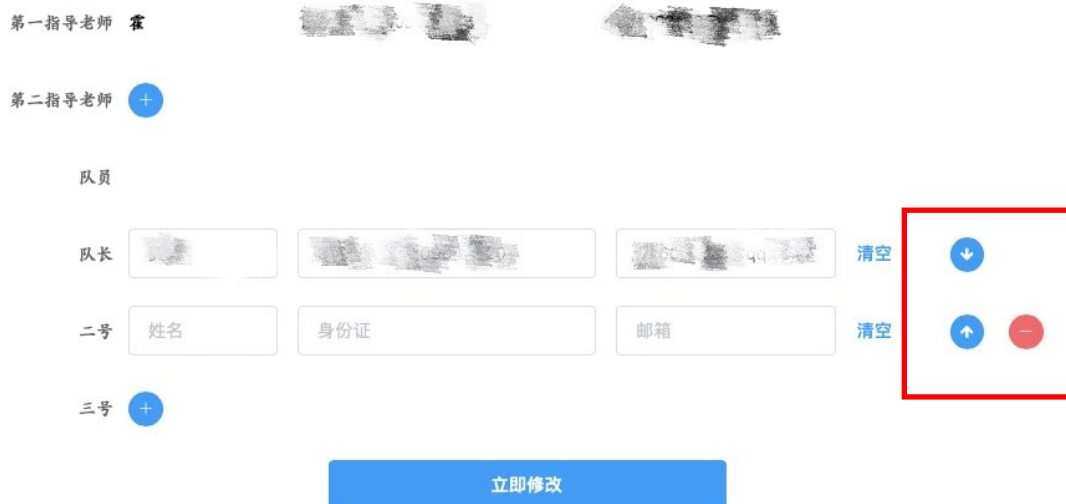 第一指导老师 霍
第二指导老师
队员
队长 清空
二号 姓名 身份证 邮箱 清空
三号
立即修改